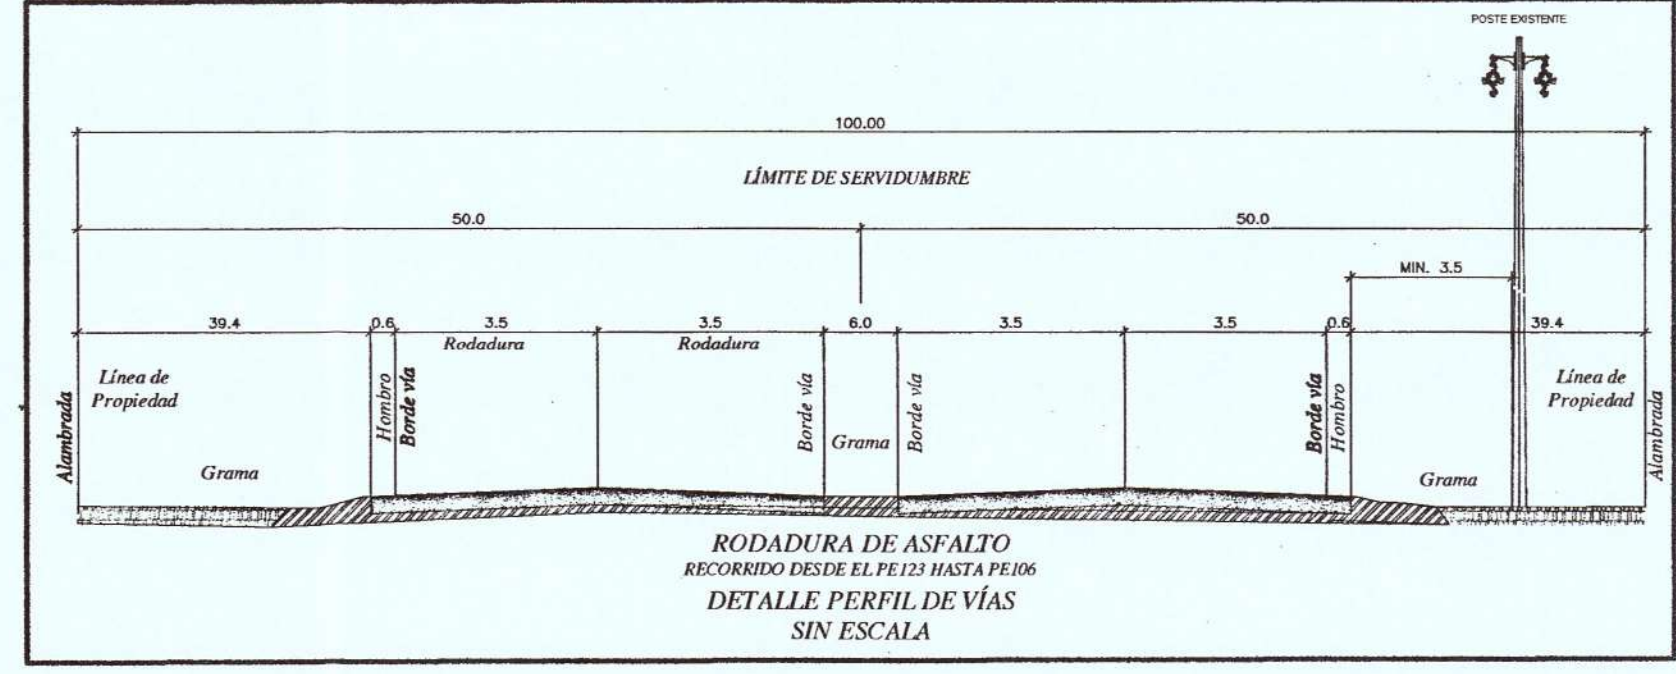 POSTE EXISTENTE
100.00
LÍMITE DE SERVIDUMBRE
50.0
50.0
MIN. 3.5
39.4
0.6
3.5
3.5
6.0
3.5
3.5
0.6
39.4
Rodadura
Rodadura
Línea de
Propiedad
Alambrada
Grama
Hombro
Borde vía
Borde vía
Grama
Borde vía
Borde vía
Hombro
Grama
Línea de
Propiedad
Alambrada
RODADURA DE ASFALTO
RECORRIDO DESDE EL PE123 HASTA PE106
DETALLE PERFIL DE VÍAS
SIN ESCALA